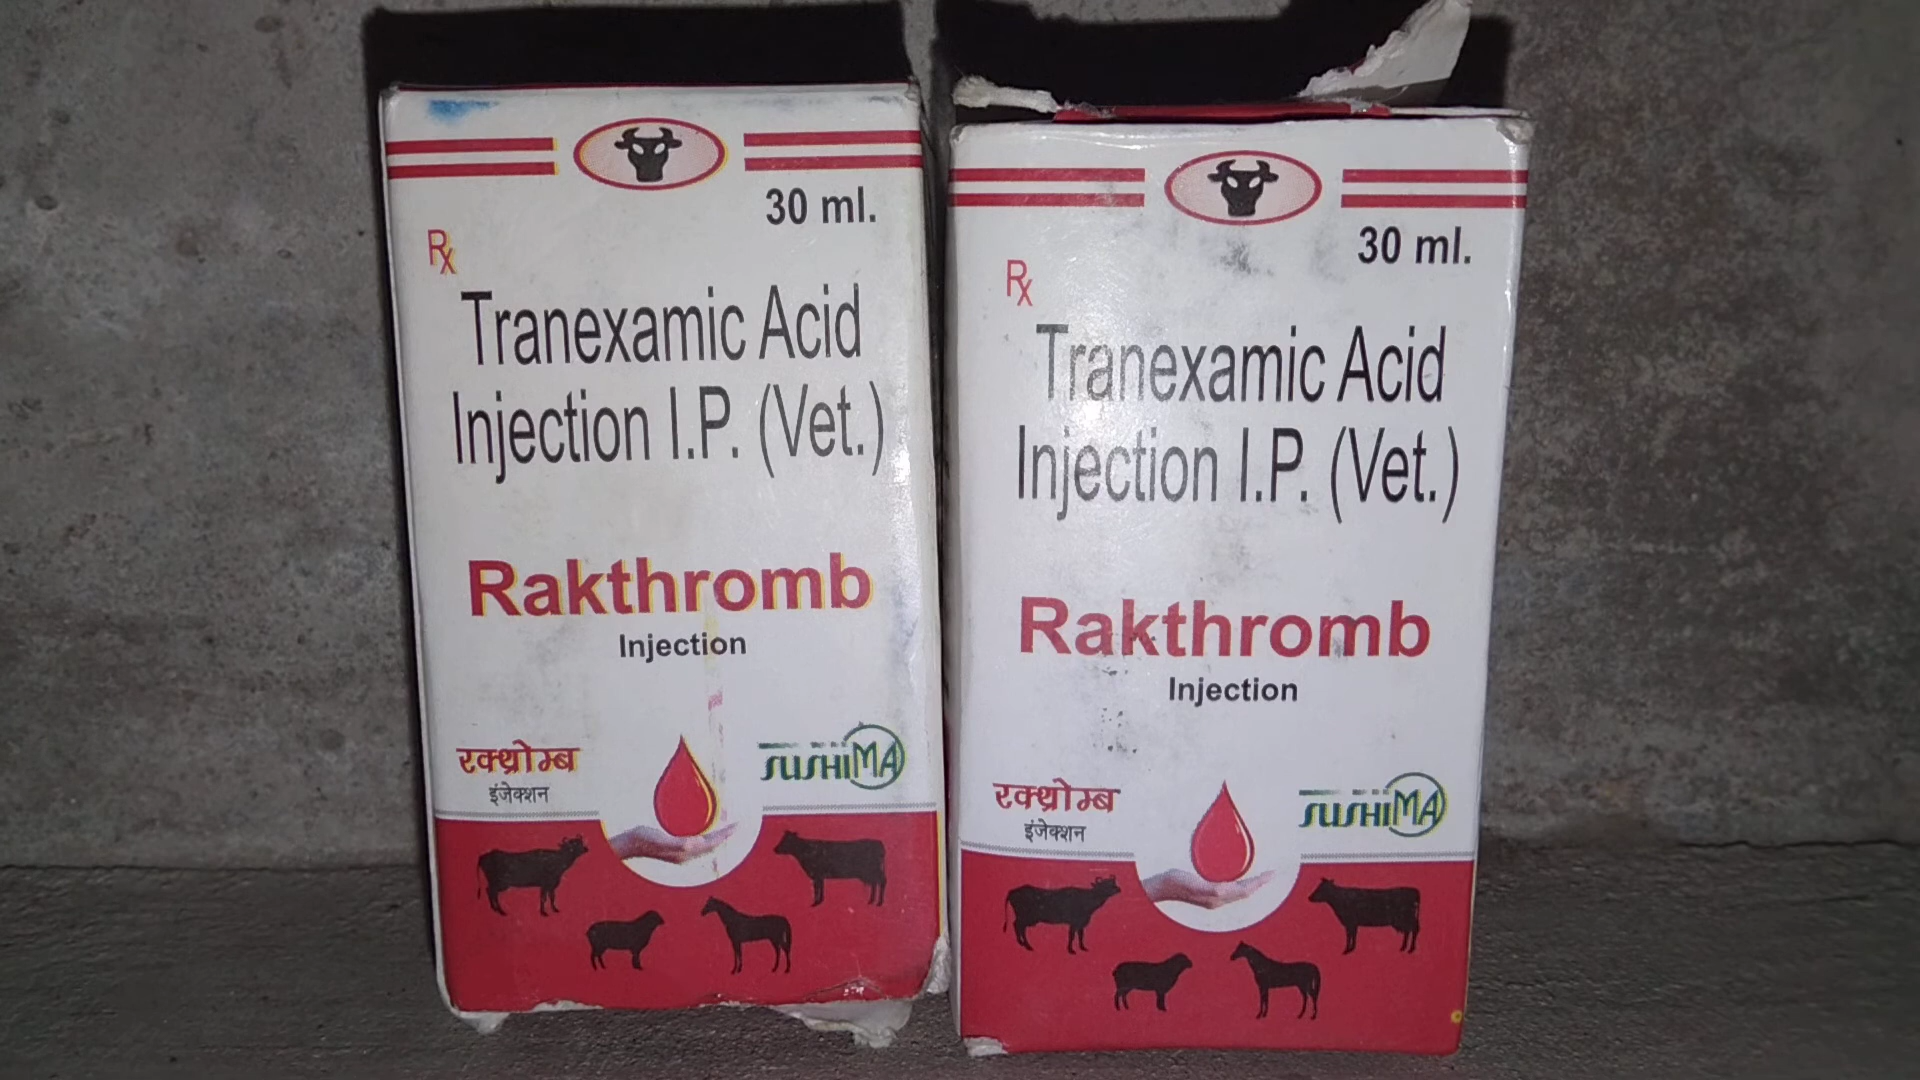 30 ml.
Rx
Tranexamic Acid
Injection I.P. (Vet.)
Rakthromb
Injection
रक्थ्रोम्ब
इंजेक्शन
SUSHIMA
30 ml.
Rx
Tranexamic Acid
Injection I.P. (Vet.)
Rakthromb
Injection
रक्थ्रोम्ब
इंजेक्शन
SUSHIMA